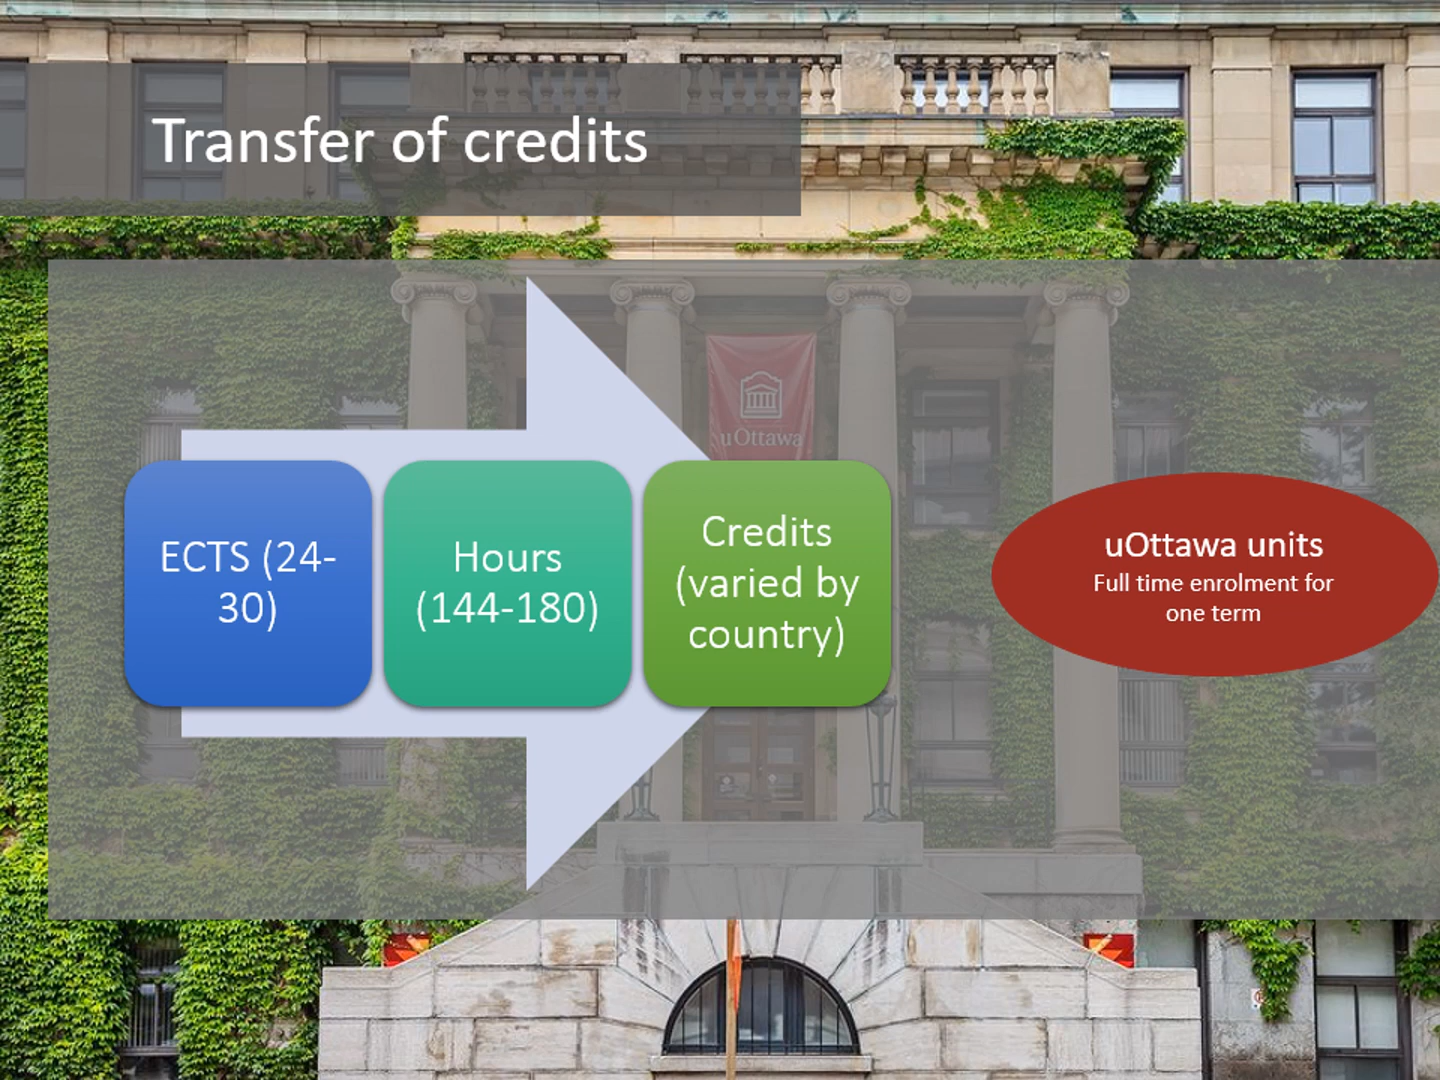 Transfer of credits
uOttawa
ECTS (24-
30)
Hours
(144-180)
Credits
(varied by
country)
uOttawa units
Full time enrolment for
one term